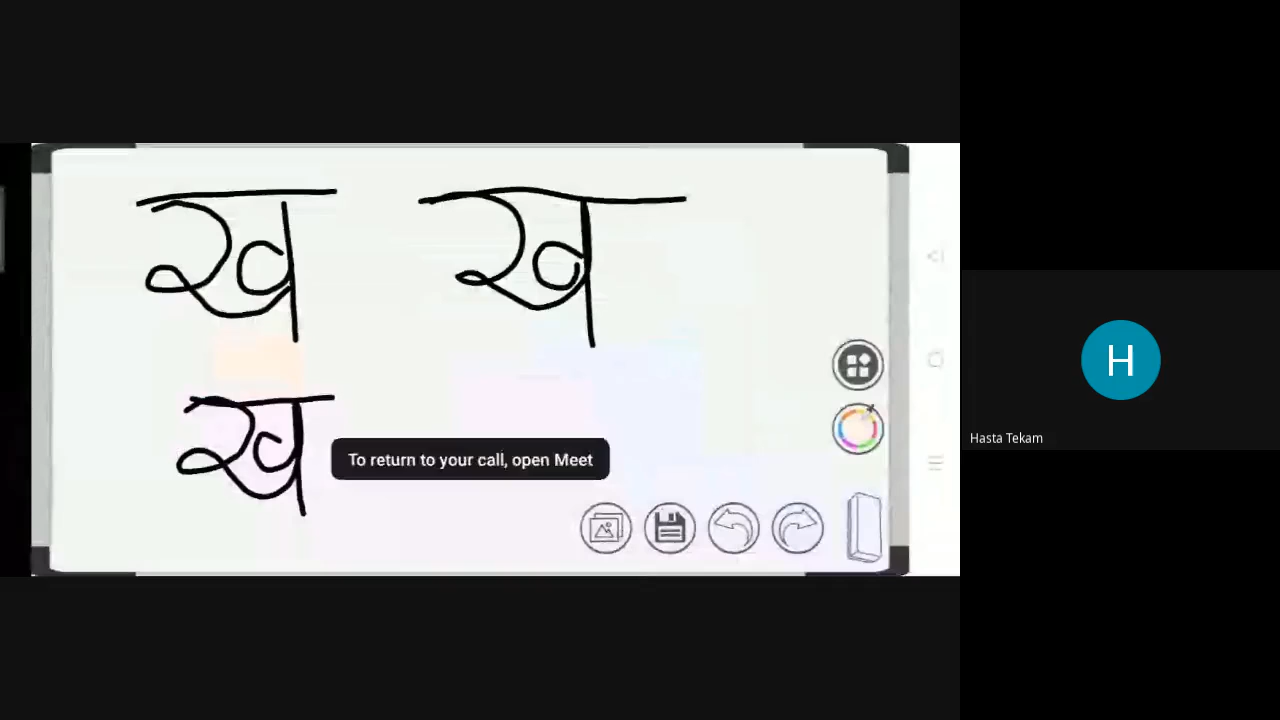 ख ख
ख
To return to your call, open Meet
H
Hasta Tekam